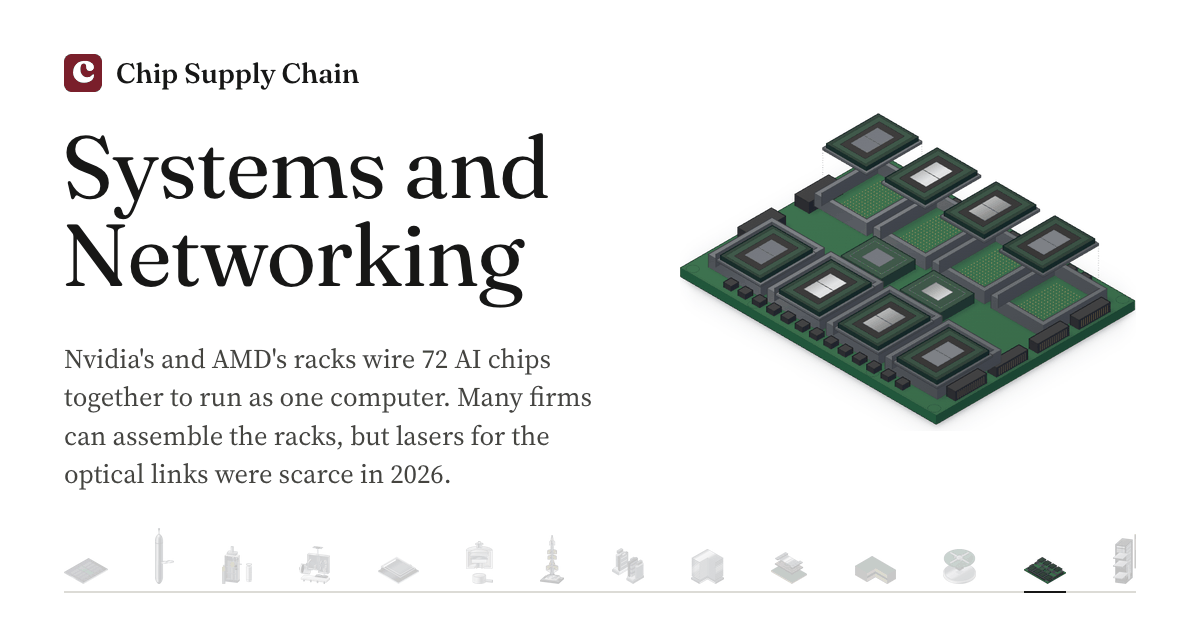 C
Chip Supply Chain
Systems and
Networking
Nvidia's and AMD's racks wire 72 AI chips
together to run as one computer. Many firms
can assemble the racks, but lasers for the
optical links were scarce in 2026.